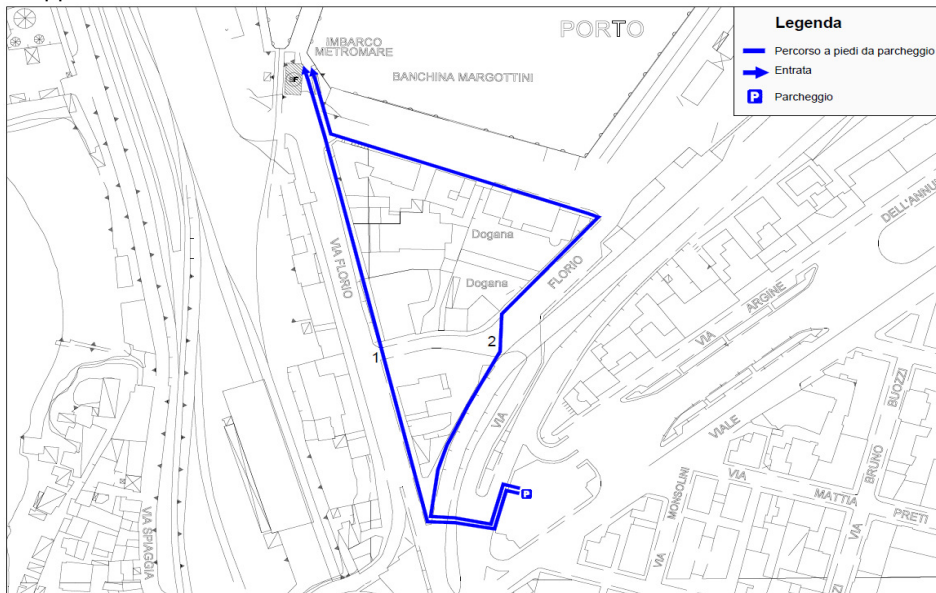 PORTO
IMBARCO
METROMARE
BANCHINA MARGOTTINI
Legenda
Percorso a piedi da parcheggio
Entrata
P
Parcheggio
DELL'ANNU
Dogana
Dogana
VIA FLORIO
FLORIO
VIA
ARGINE
VIA
1
2
VIALE
BUOZZI
BRUNO
VIA
MONSOLINI
VIA
VIA
MATTIA
PRETI
P
VIA SPIAGGIA